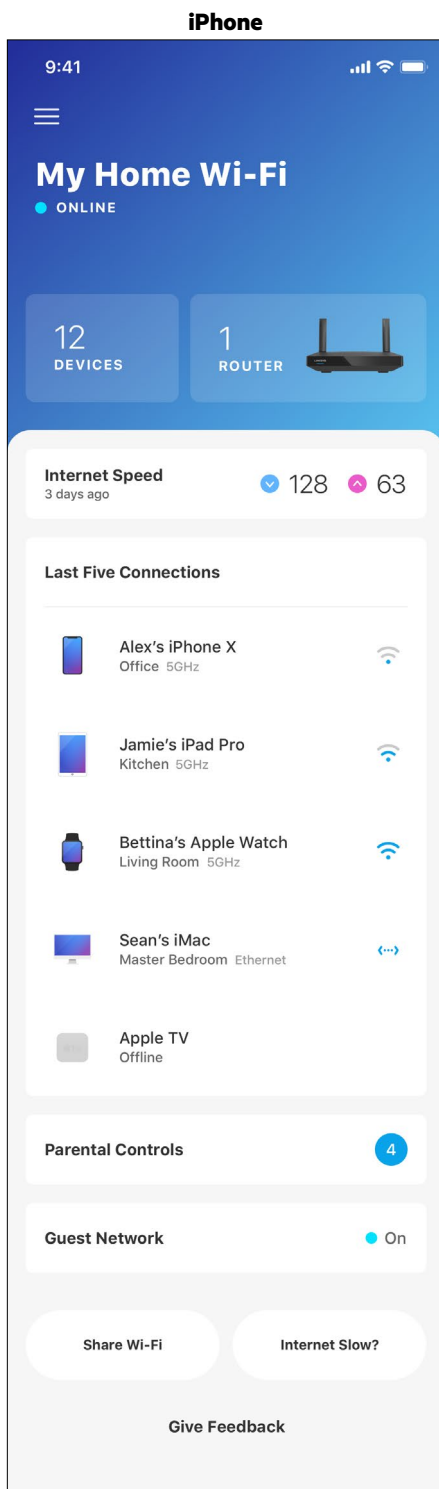 iPhone
9:41
My Home Wi-Fi
ONLINE
12
DEVICES
1
ROUTER
Internet Speed
3 days ago
128
63
Last Five Connections
Alex's iPhone X
Office 5GHz
Jamie's iPad Pro
Kitchen 5GHz
Bettina's Apple Watch
Living Room 5GHz
Sean's iMac
Master Bedroom Ethernet
Apple TV
Offline
Parental Controls
4
Guest Network
On
Share Wi-Fi
Internet Slow?
Give Feedback